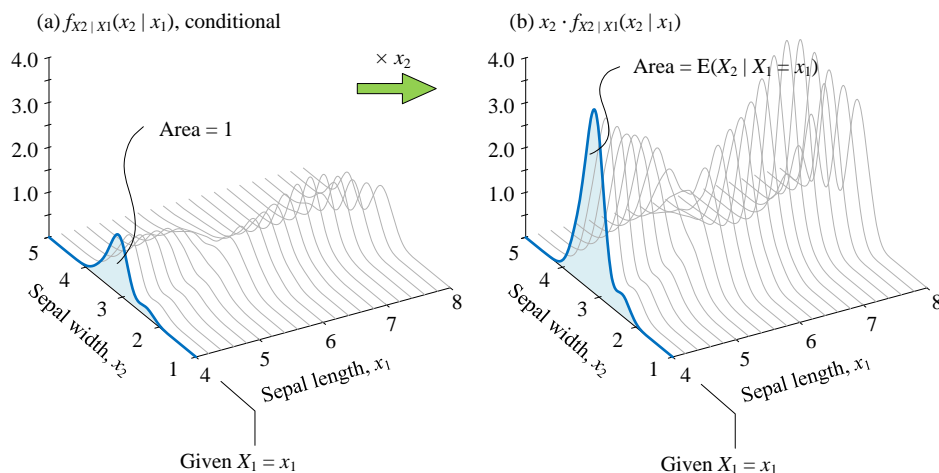 (a) f_{X2 | X1}(x_2 | x_1), conditional
4.0
3.0
2.0
1.0
5
4
3
2
1
4
5
6
7
8
Sepal width, x_2
Sepal length, x_1
Area = 1
Given X_1 = x_1
× x_2
(b) x_2 · f_{X2 | X1}(x_2 | x_1)
4.0
3.0
2.0
1.0
5
4
3
2
1
4
5
6
7
8
Sepal width, x_2
Sepal length, x_1
Area = E(X_2 | X_1 = x_1)
Given X_1 = x_1